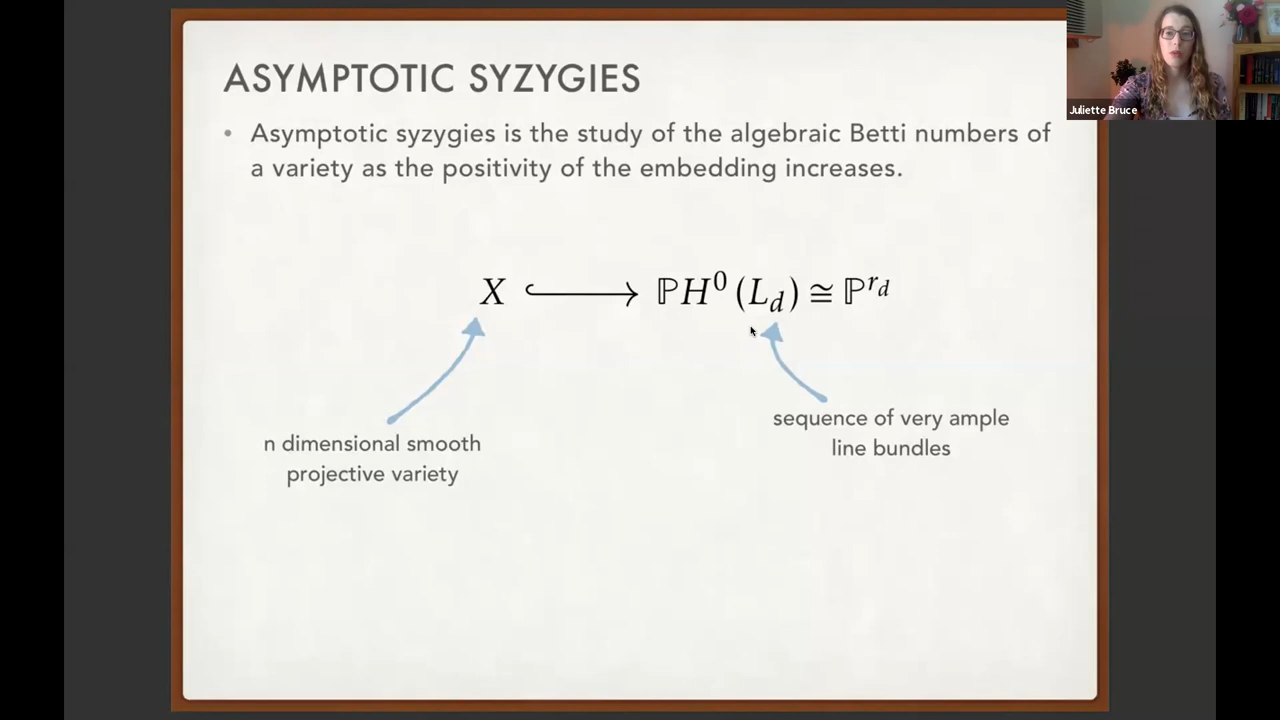 ASYMPTOTIC SYZYGIES
Juliette Bruce
• Asymptotic syzygies is the study of the algebraic Betti numbers of
a variety as the positivity of the embedding increases.
X ↪ ℙH⁰(L_d) ≅ ℙ^{r_d}
sequence of very ample
line bundles
n dimensional smooth
projective variety